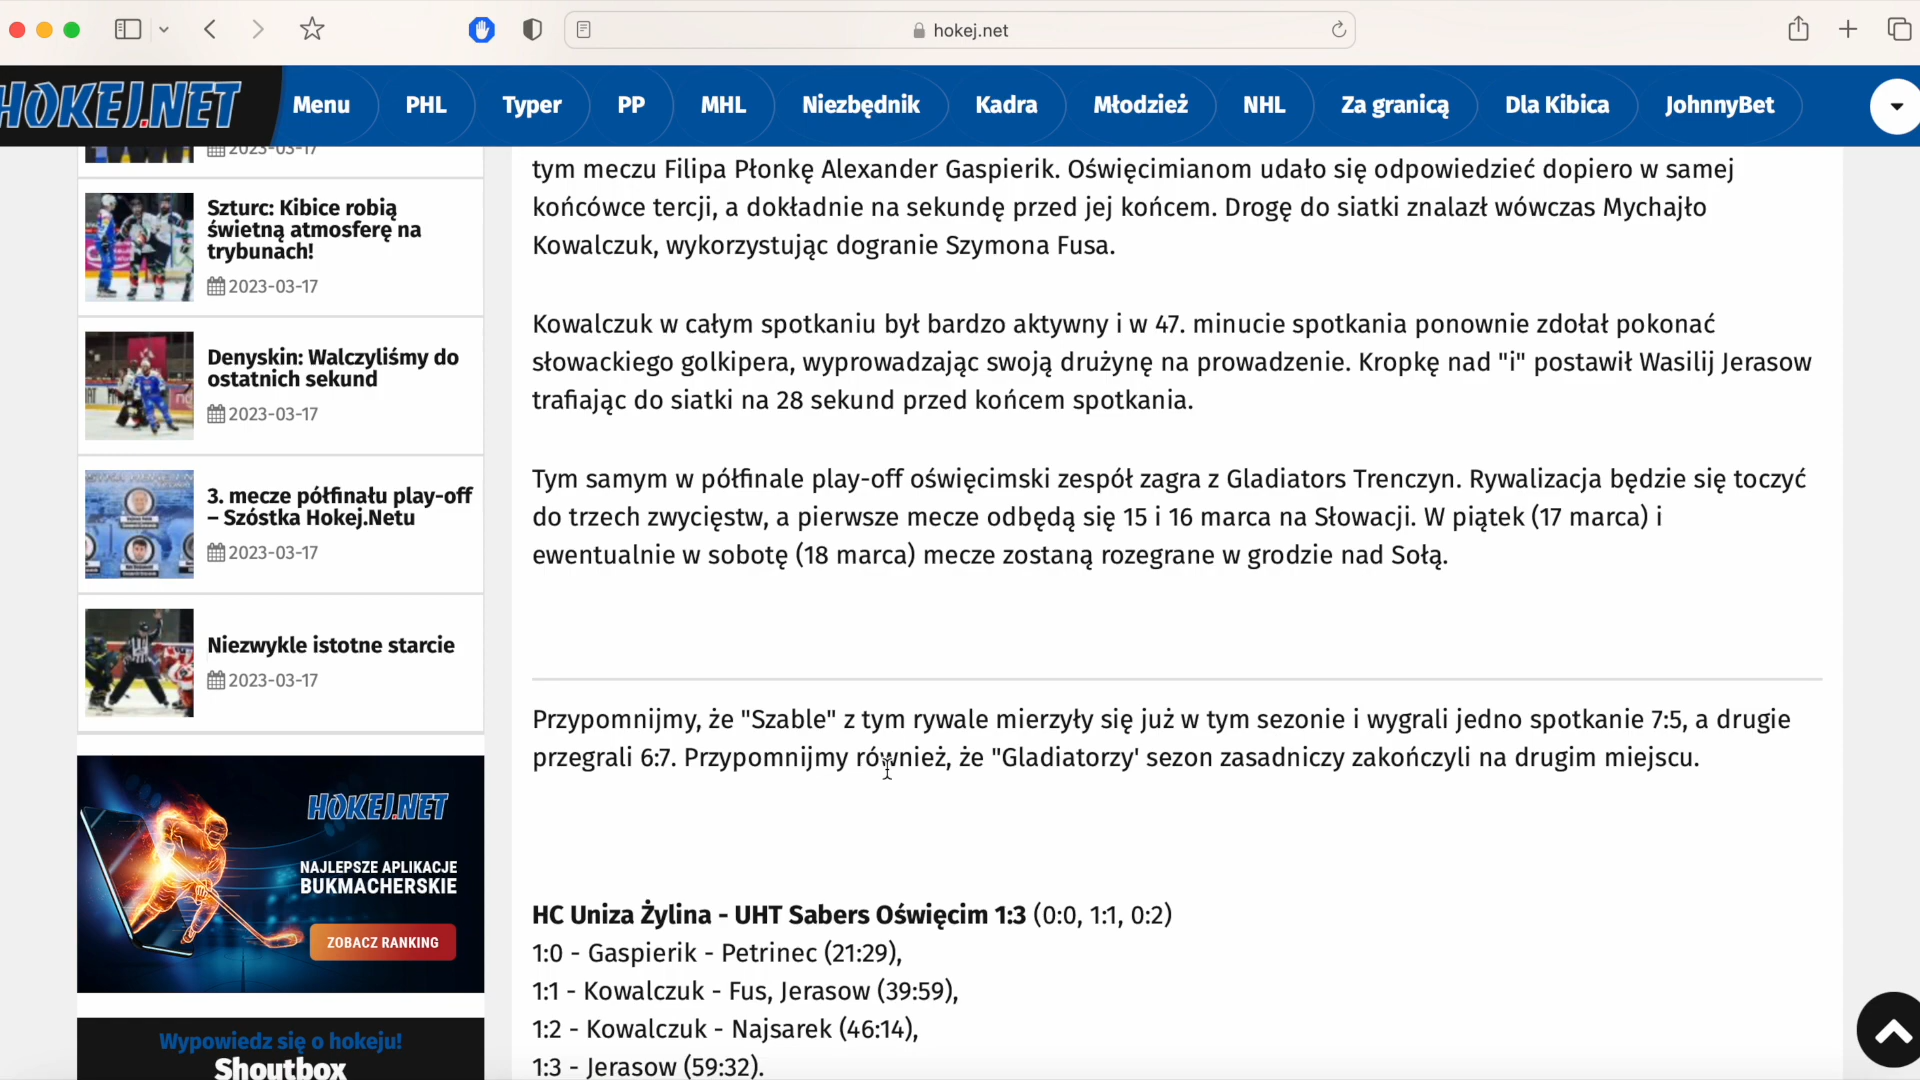 hokej.net
HOKEJ.NET
Menu PHL Typer PP MHL Niezbędnik Kadra Młodzież NHL Za granicą Dla Kibica JohnnyBet
2023-03-17
Szturc: Kibice robią
świetną atmosferę na
trybunach!
2023-03-17
Denyskin: Walczyliśmy do
ostatnich sekund
2023-03-17
3. mecze półfinału play-off
– Szóstka Hokej.Netu
2023-03-17
Niezwykle istotne starcie
2023-03-17
HOKEJ.NET
NAJLEPSZE APLIKACJE
BUKMACHERSKIE
ZOBACZ RANKING
Wypowiedz się o hokeju!
Shoutbox
tym meczu Filipa Płonkę Alexander Gaspierik. Oświęcimianom udało się odpowiedzieć dopiero w samej
końcówce tercji, a dokładnie na sekundę przed jej końcem. Drogę do siatki znalazł wówczas Mychajło
Kowalczuk, wykorzystując dogranie Szymona Fusa.
Kowalczuk w całym spotkaniu był bardzo aktywny i w 47. minucie spotkania ponownie zdołał pokonać
słowackiego golkipera, wyprowadzając swoją drużynę na prowadzenie. Kropkę nad "i" postawił Wasilij Jerasow
trafiając do siatki na 28 sekund przed końcem spotkania.
Tym samym w półfinale play-off oświęcimski zespół zagra z Gladiators Trenczyn. Rywalizacja będzie się toczyć
do trzech zwycięstw, a pierwsze mecze odbędą się 15 i 16 marca na Słowacji. W piątek (17 marca) i
ewentualnie w sobotę (18 marca) mecze zostaną rozegrane w grodzie nad Sołą.
Przypomnijmy, że "Szable" z tym rywale mierzyły się już w tym sezonie i wygrali jedno spotkanie 7:5, a drugie
przegrali 6:7. Przypomnijmy również, że "Gladiatorzy' sezon zasadniczy zakończyli na drugim miejscu.
HC Uniza Żylina - UHT Sabers Oświęcim 1:3 (0:0, 1:1, 0:2)
1:0 - Gaspierik - Petrinec (21:29),
1:1 - Kowalczuk - Fus, Jerasow (39:59),
1:2 - Kowalczuk - Najsarek (46:14),
1:3 - Jerasow (59:32).